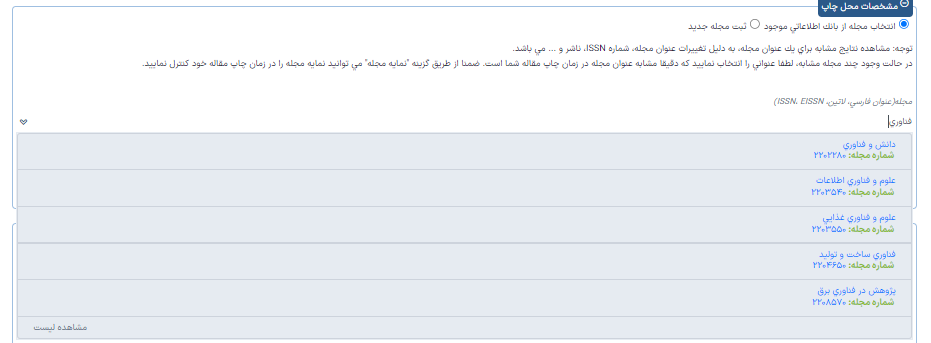 مشخصات محل چاپ
انتخاب مجله از بانك اطلاعاتي موجود ثبت مجله جديد
توجه: مشاهده نتايج مشابه براي يك عنوان مجله، به دليل تغييرات عنوان مجله، شماره ISSN، ناشر و ... مي باشد.
در حالت وجود چند مجله مشابه، لطفا عنواني را انتخاب نماييد كه دقيقا مشابه عنوان مجله در زمان چاپ مقاله شما است. ضمنا از طريق گزينه "نمايه مجله" مي توانيد نمايه مجله را در زمان چاپ مقاله خود كنترل نماييد.
مجله(عنوان فارسي، لاتين، ISSN، EISSN)
فناوري
دانش و فناوري
شماره مجله: ۲۲۰۲۲۸۰
علوم و فناوري اطلاعات
شماره مجله: ۲۲۰۳۵۴۰
علوم و فناوري غذايي
شماره مجله: ۲۲۰۳۵۵۰
فناوري ساخت و توليد
شماره مجله: ۲۲۰۴۶۵۰
پژوهش در فناوري برق
شماره مجله: ۲۲۰۸۵۷۰
مشاهده ليست